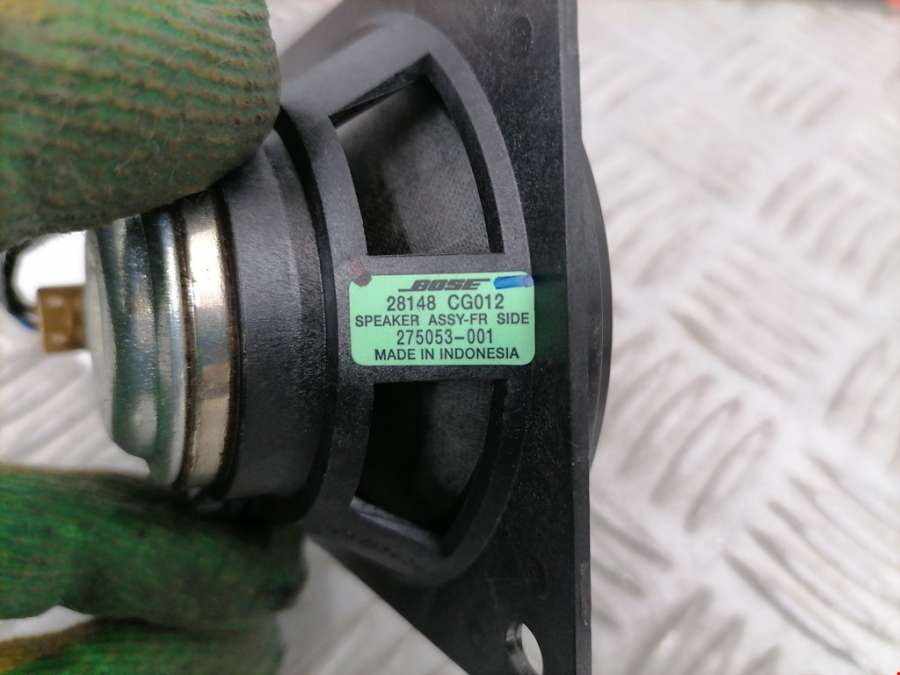 BOSE
28148 CG012
SPEAKER ASSY-FR SIDE
275053-001
MADE IN INDONESIA